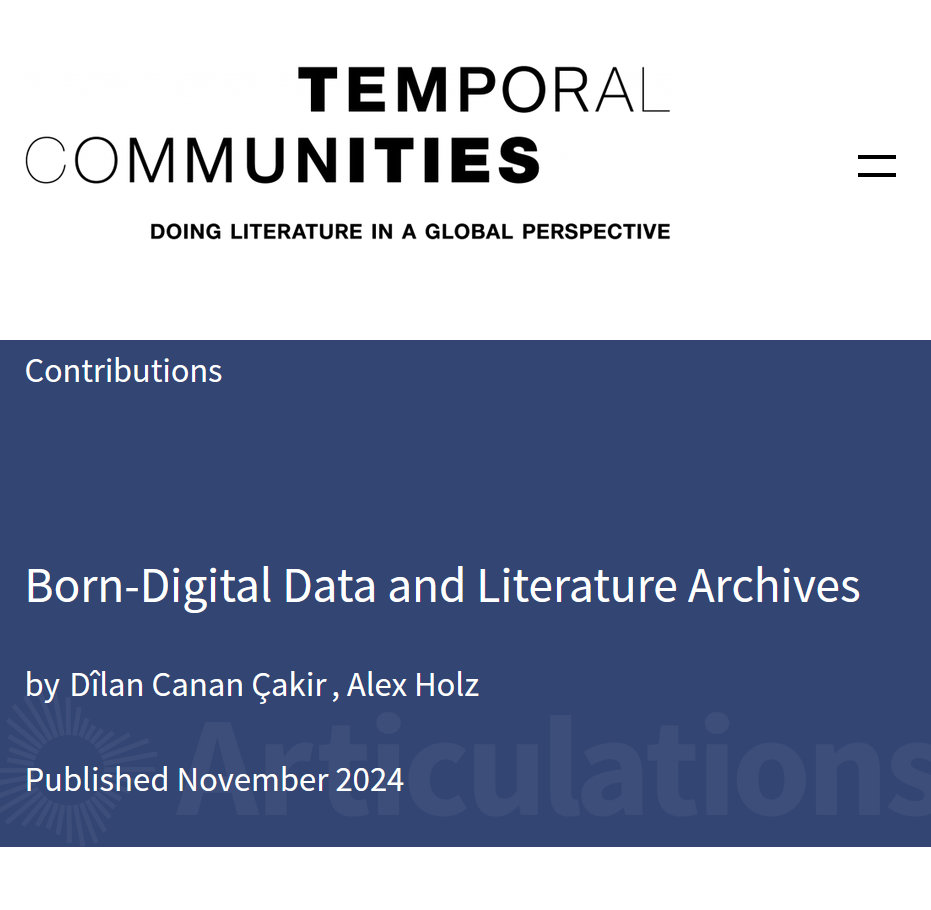 TEMPORAL
COMMUNITIES
DOING LITERATURE IN A GLOBAL PERSPECTIVE
Contributions
Born-Digital Data and Literature Archives
by Dîlan Canan Çakir , Alex Holz
Articulations
Published November 2024